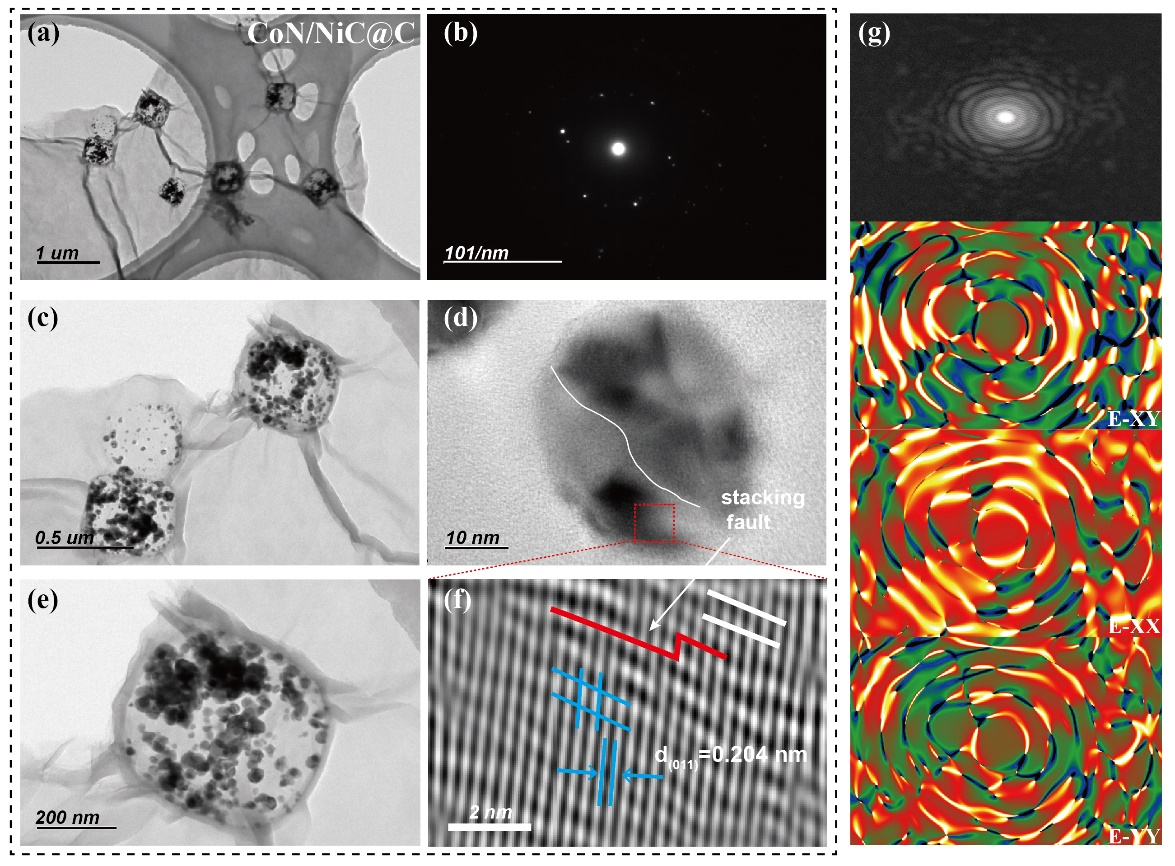 (a)
CoN/NiC@C
1 um
(b)
101/nm
(c)
0.5 um
(d)
stacking
fault
10 nm
(e)
200 nm
(f)
d(011)=0.204 nm
2 nm
(g)
E-XY
E-XX
E-YY